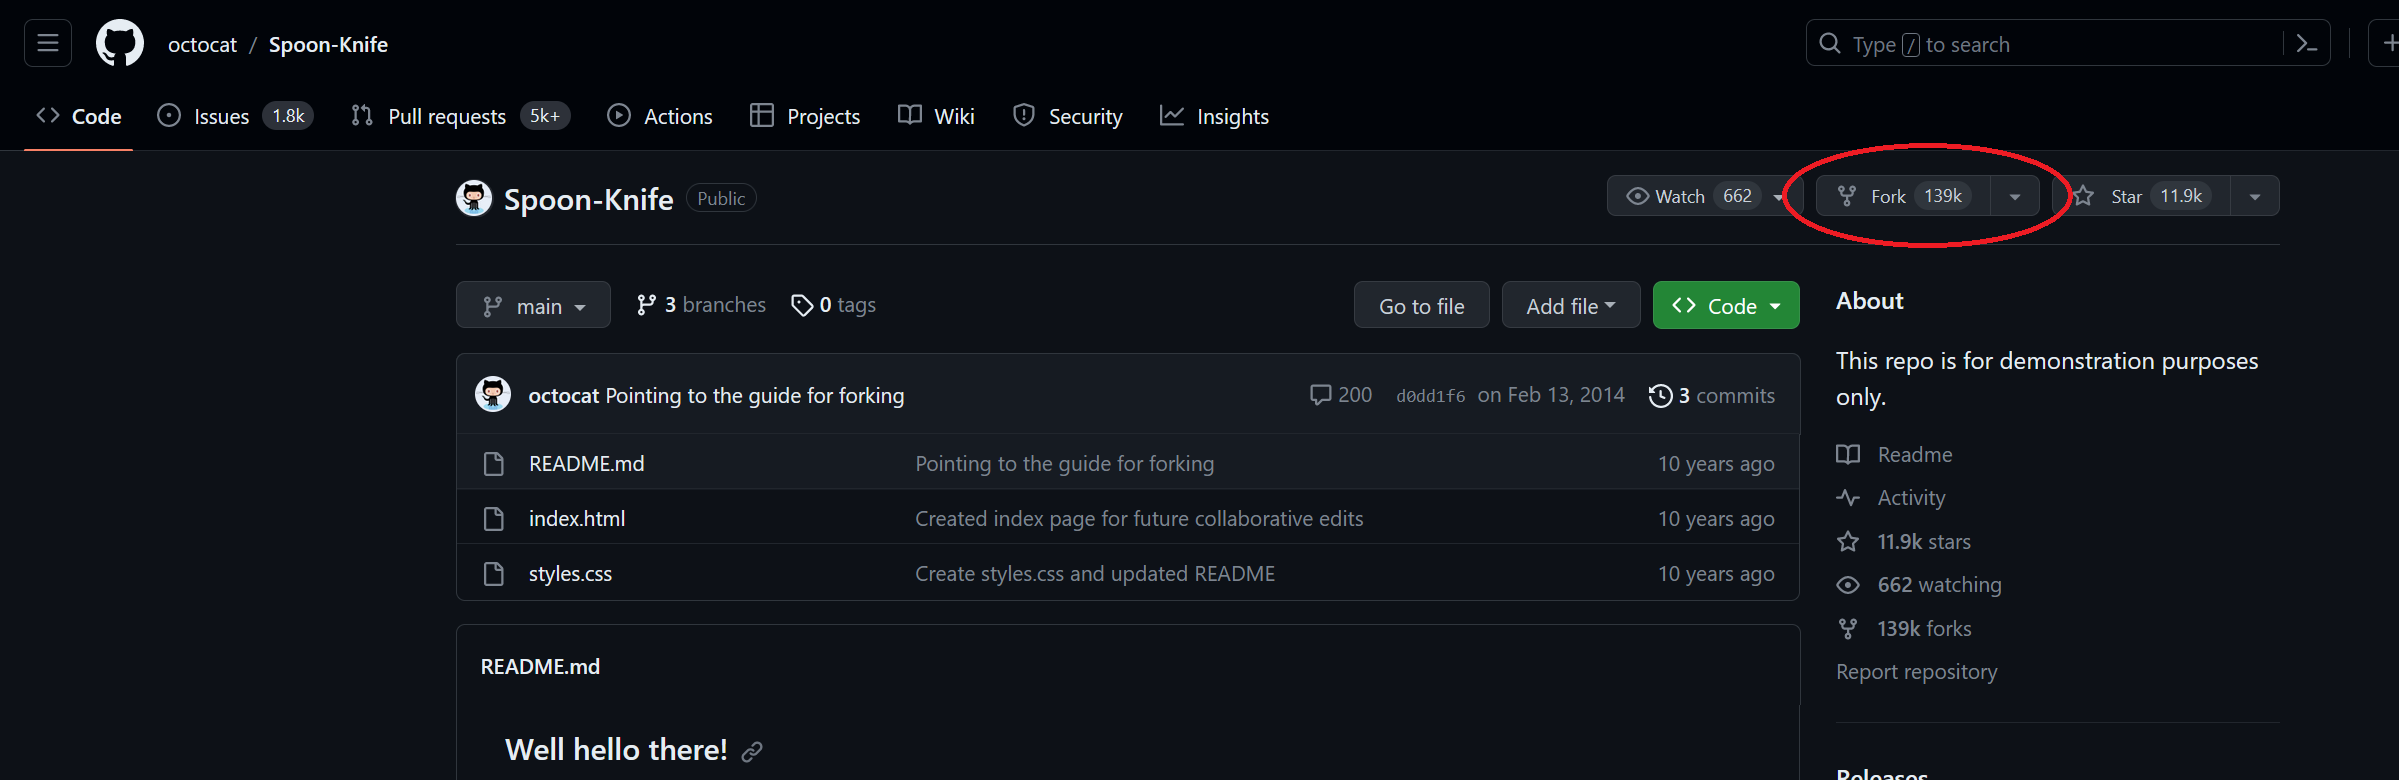 octocat / Spoon-Knife
Type / to search
Code Issues 1.8k Pull requests 5k+ Actions Projects Wiki Security Insights
Spoon-Knife Public
Watch 662 Fork 139k Star 11.9k
main 3 branches 0 tags Go to file Add file Code
octocat Pointing to the guide for forking 200 d0dd1f6 on Feb 13, 2014 3 commits
README.md Pointing to the guide for forking 10 years ago
index.html Created index page for future collaborative edits 10 years ago
styles.css Create styles.css and updated README 10 years ago
README.md
Well hello there!
About
This repo is for demonstration purposes
only.
Readme
Activity
11.9k stars
662 watching
139k forks
Report repository
Releases